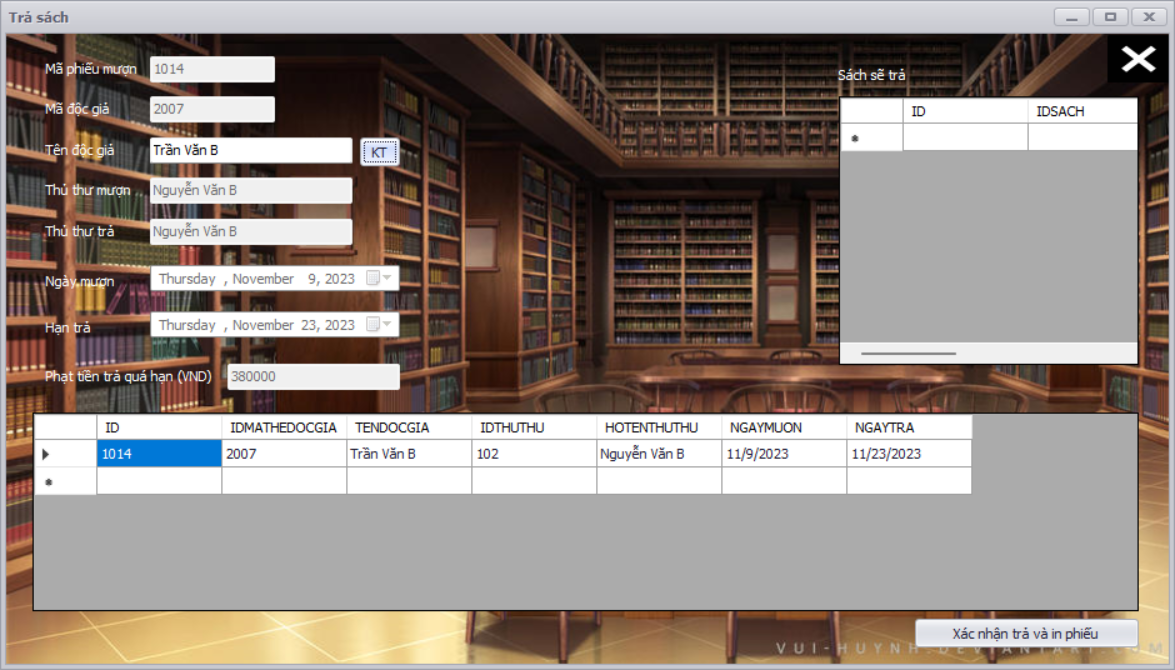 Trả sách
Mã phiếu mượn 1014
Sách sẽ trả
Mã độc giả 2007
ID IDSACH
Tên độc giả Trần Văn B KT
Thủ thư mượn Nguyễn Văn B
Thủ thư trả Nguyễn Văn B
Ngày mượn Thursday , November 9, 2023
Hạn trả Thursday , November 23, 2023
Phạt tiền trả quá hạn (VND) 380000
ID IDMATHEDOCGIA TENDOCGIA IDTHUTHU HOTENTHUTHU NGAYMUON NGAYTRA
1014 2007 Trần Văn B 102 Nguyễn Văn B 11/9/2023 11/23/2023
Xác nhận trả và in phiếu
VUI-HUYNH.DEVIANTART.COM